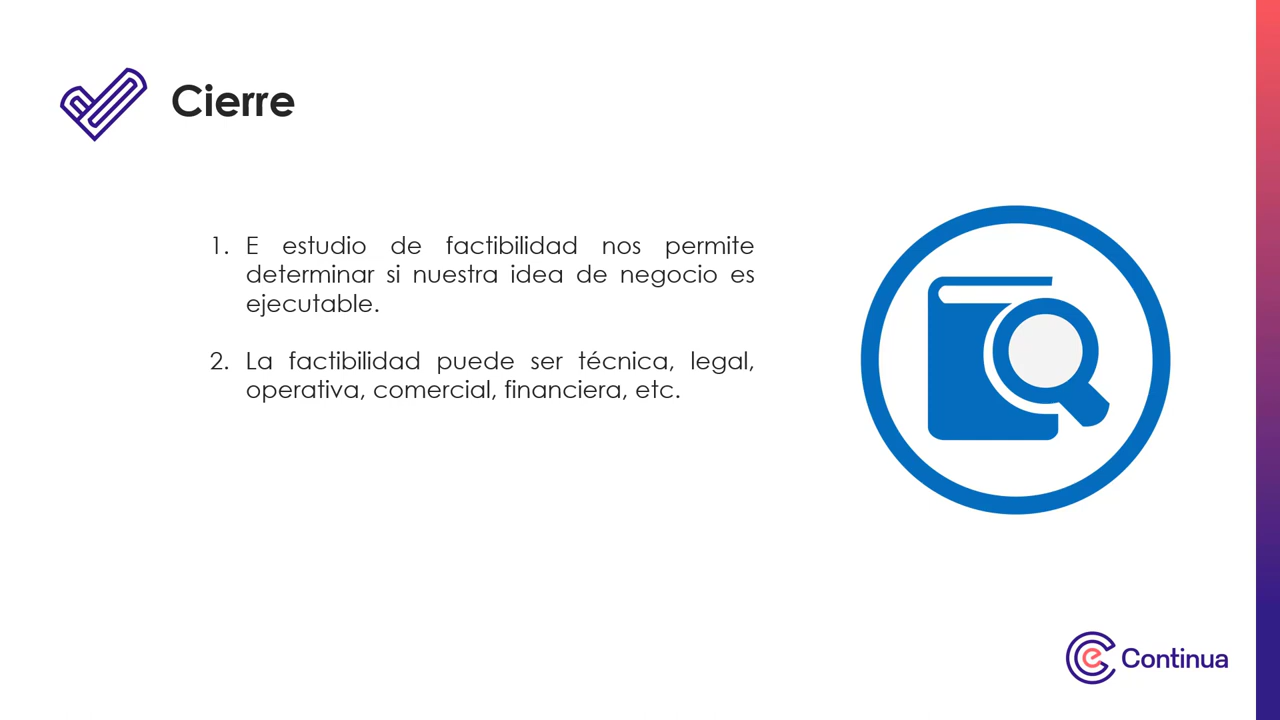 Cierre
1. E estudio de factibilidad nos permite
determinar si nuestra idea de negocio es
ejecutable.
2. La factibilidad puede ser técnica, legal,
operativa, comercial, financiera, etc.
e Continua